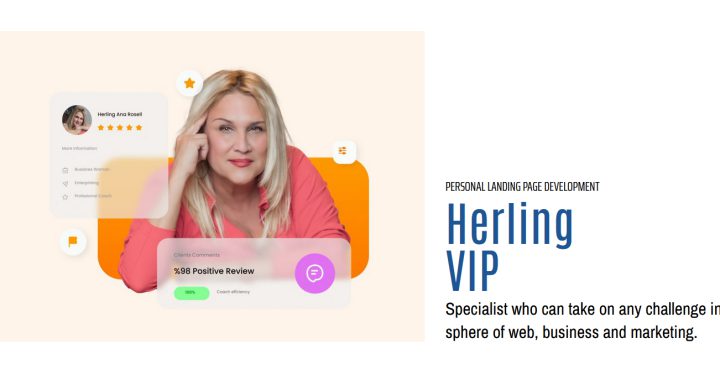 Herling Ana Rosell
More Information
Business Woman
Enterprising
Professional Coach
Clients Comments
%98 Positive Review
100%
Coach efficiency
PERSONAL LANDING PAGE DEVELOPMENT
Herling
VIP
Specialist who can take on any challenge in
sphere of web, business and marketing.